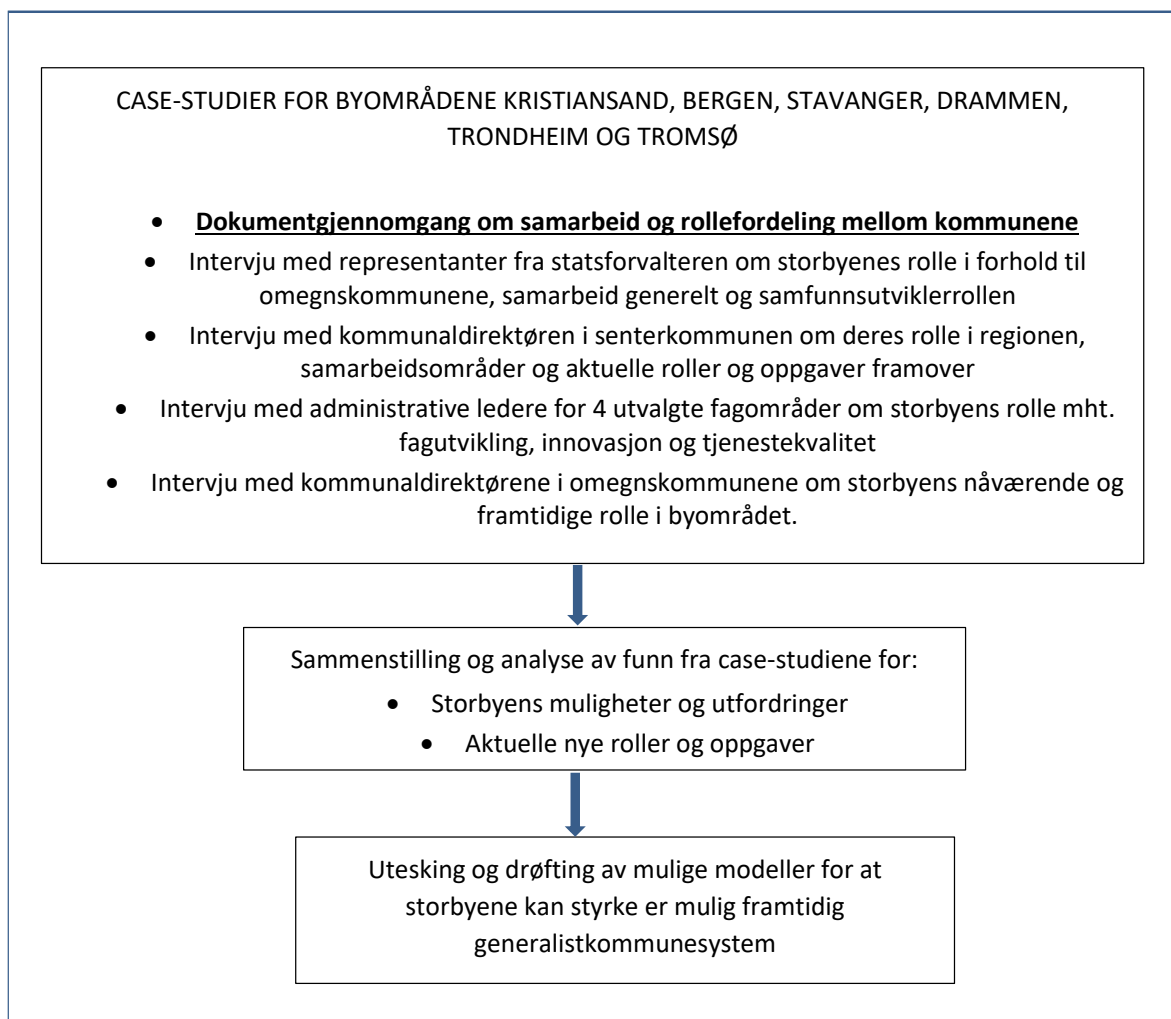 CASE-STUDIER FOR BYOMRÅDENE KRISTIANSAND, BERGEN, STAVANGER, DRAMMEN,
TRONDHEIM OG TROMSØ
• Dokumentgjennomgang om samarbeid og rollefordeling mellom kommunene
• Intervju med representanter fra statsforvalteren om storbyenes rolle i forhold til
omegnskommunene, samarbeid generelt og samfunnsutviklerrollen
• Intervju med kommunaldirektøren i senterkommunen om deres rolle i regionen,
samarbeidsområder og aktuelle roller og oppgaver framover
• Intervju med administrative ledere for 4 utvalgte fagområder om storbyens rolle mht.
fagutvikling, innovasjon og tjenestekvalitet
• Intervju med kommunaldirektørene i omegnskommunene om storbyens nåværende og
framtidige rolle i byområdet.
Sammenstilling og analyse av funn fra case-studiene for:
• Storbyens muligheter og utfordringer
• Aktuelle nye roller og oppgaver
Utesking og drøfting av mulige modeller for at
storbyene kan styrke er mulig framtidig
generalistkommunesystem